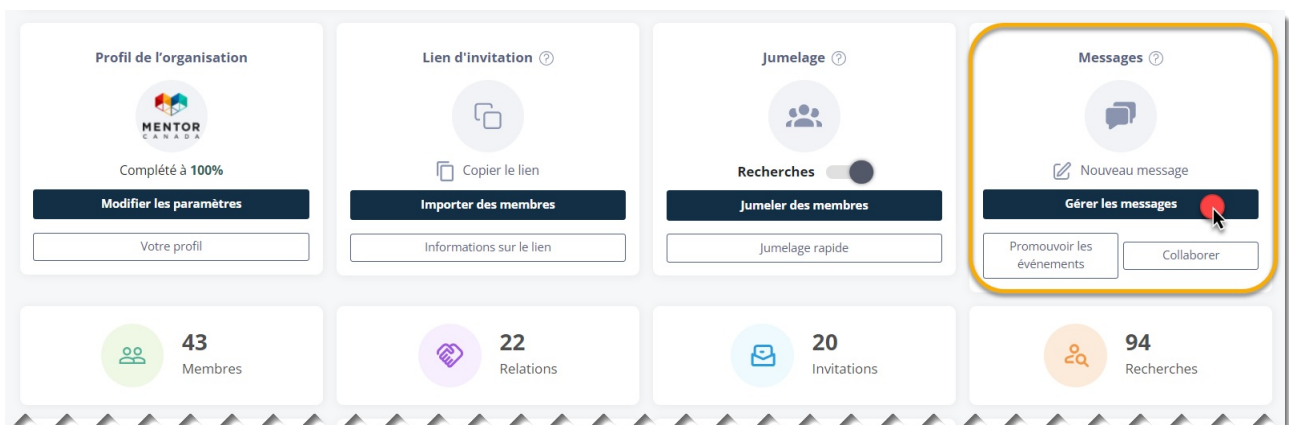 Profil de l'organisation
MENTOR
CANADA
Complété à 100%
Modifier les paramètres
Votre profil
Lien d'invitation
Copier le lien
Importer des membres
Informations sur le lien
Jumelage
Recherches
Jumeler des membres
Jumelage rapide
Messages
Nouveau message
Gérer les messages
Promouvoir les
événements
Collaborer
43
Membres
22
Relations
20
Invitations
94
Recherches